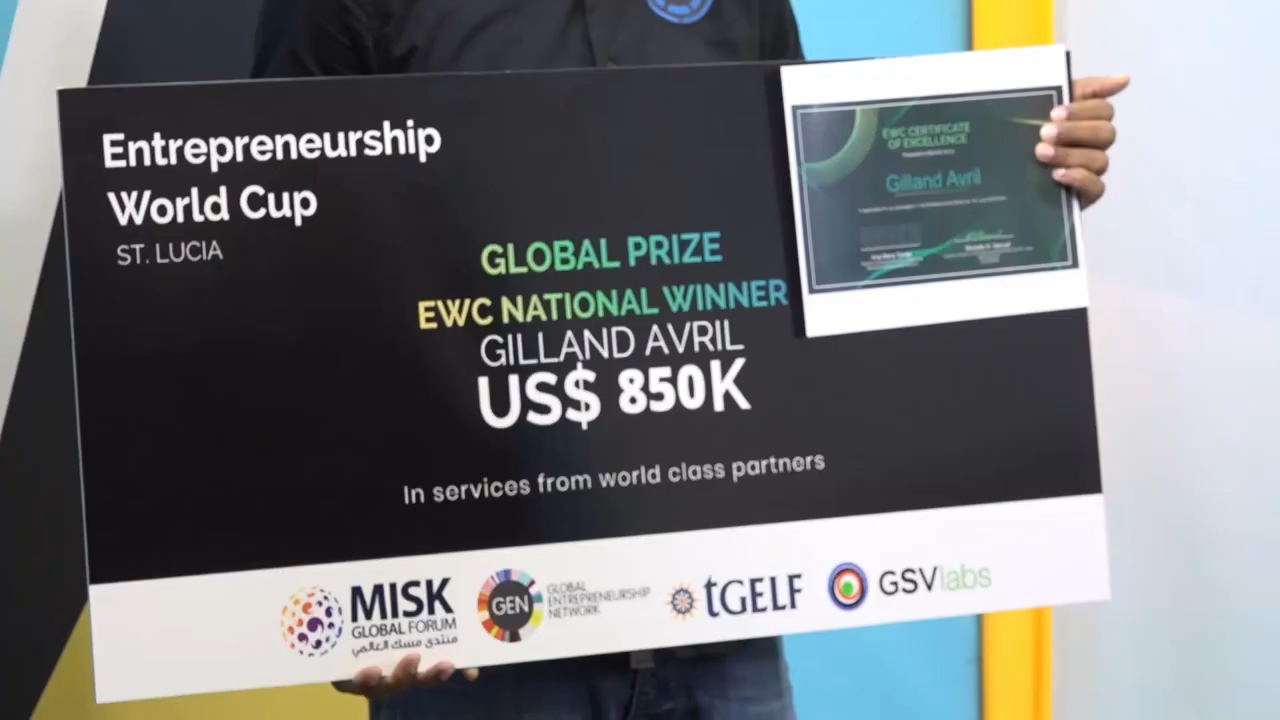 Entrepreneurship
World Cup
ST. LUCIA
GLOBAL PRIZE
EWC NATIONAL WINNER
GILLAND AVRIL
US$ 850K
In services from world class partners
EWC CERTIFICATE
OF EXCELLENCE
Gilland Avril
MISK
GLOBAL FORUM
منتدى مسك العالمي
GEN
GLOBAL
ENTREPRENEURSHIP
NETWORK
tGELF
GSVlabs